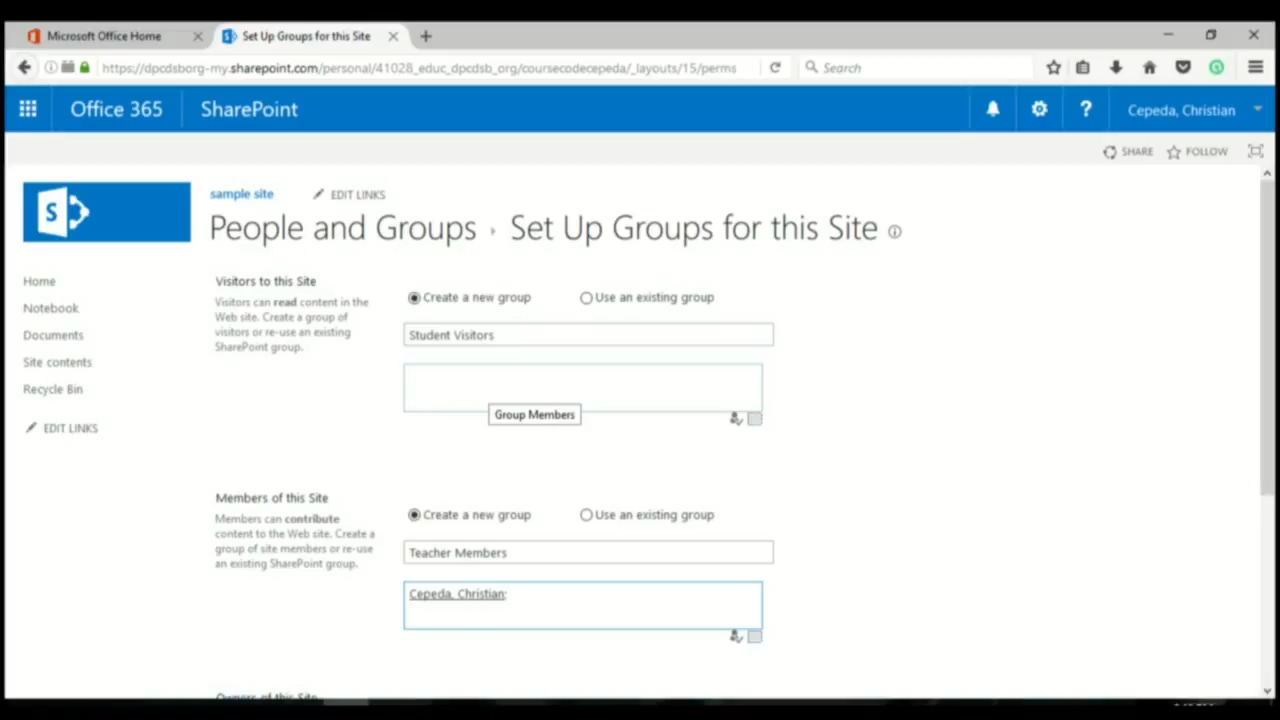 Microsoft Office Home
Set Up Groups for this Site
https://dpcdsborg-my.sharepoint.com/personal/41028_educ_dpcdsb_org/coursecodecepeda/_layouts/15/perms
Search
Office 365
SharePoint
?
Cepeda, Christian
SHARE
FOLLOW
S
sample site
EDIT LINKS
People and Groups › Set Up Groups for this Site
Home
Notebook
Documents
Site contents
Recycle Bin
EDIT LINKS
Visitors to this Site
Visitors can read content in the
Web site. Create a group of
visitors or re-use an existing
SharePoint group.
Create a new group
Use an existing group
Student Visitors
Group Members
Members of this Site
Members can contribute
content to the Web site. Create a
group of site members or re-use
an existing SharePoint group.
Create a new group
Use an existing group
Teacher Members
Cepeda, Christian;
Owners of this Site